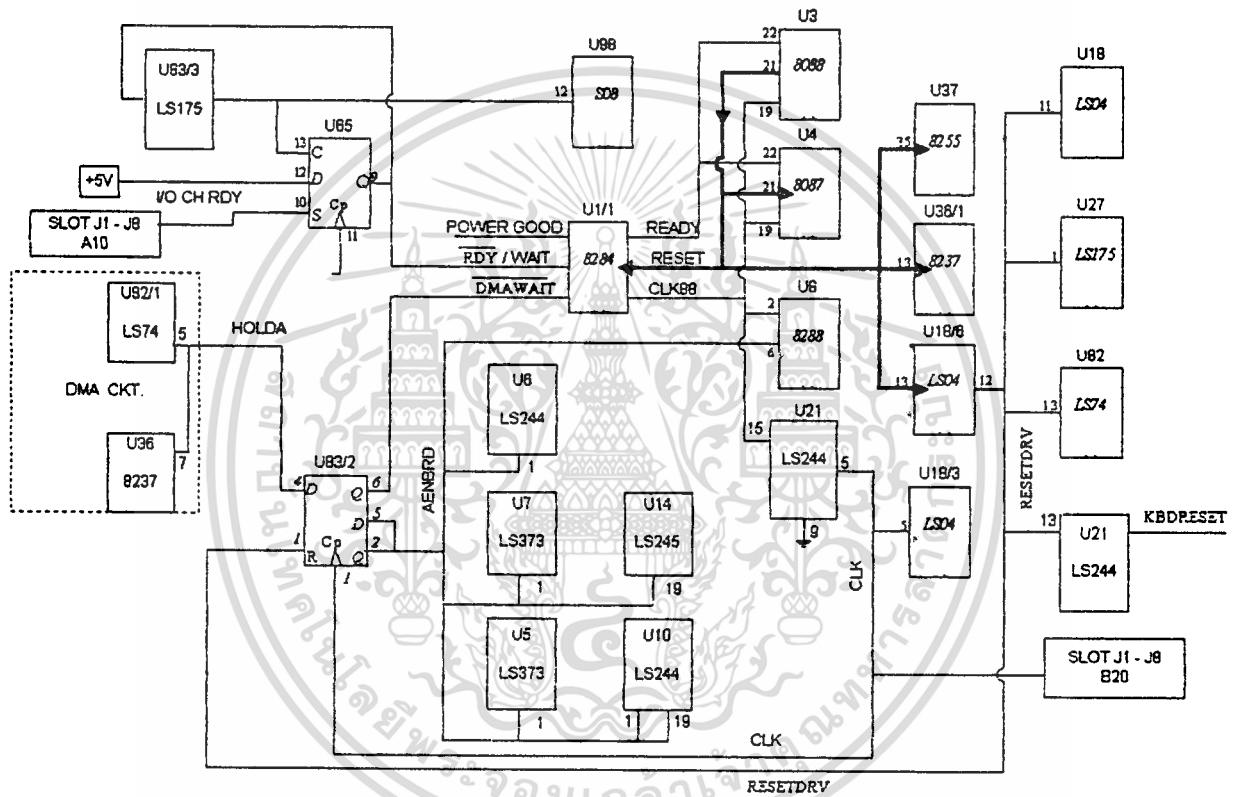 U83/3
LS175
U98
12
S08
U3
22
21
8088
19
U18
11
LS04
U37
35
8255
U65
13
C
+5V
12
D
I/O CH RDY
Q
9
10
S
Cp
11
SLOT J1 - J8
A10
U4
22
21
8087
19
U1/1
POWER GOOD
8284
READY
RDY / WAIT
RESET
DMAWAIT
CLK88
U36/1
13
8237
U27
1
LS175
U82/1
LS74
5
HOLDA
DMA CKT.
U36
8237
7
U6
2
8288
6
U18/6
13
LS04
12
U82
13
LS74
U6
LS244
1
U21
15
LS244
5
9
RESETDRV
U83/2
4
D
Q
6
D
5
Cp
1
R
Q
2
1
AENBRD
U7
LS373
1
U14
LS245
19
U18/3
5
LS04
U21
13
LS244
KBDRESET
CLK
U5
LS373
1
U10
LS244
1
19
SLOT J1 - J8
B20
CLK
RESETDRV